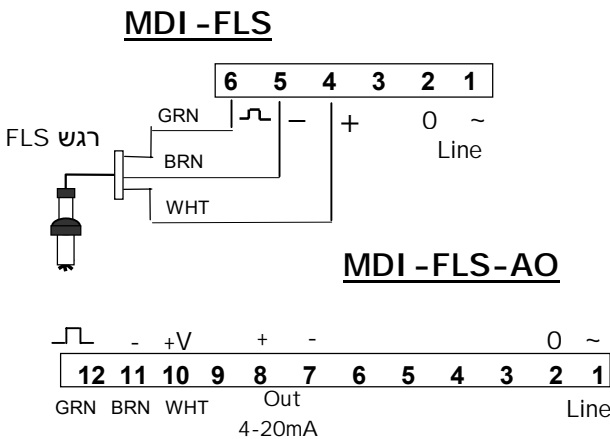 MDI-FLS
6 5 4 3 2 1
GRN − + 0 ~
רגש FLS
Line
BRN
WHT
MDI-FLS-AO
- +V + - 0 ~
12 11 10 9 8 7 6 5 4 3 2 1
GRN BRN WHT Out Line
4-20mA